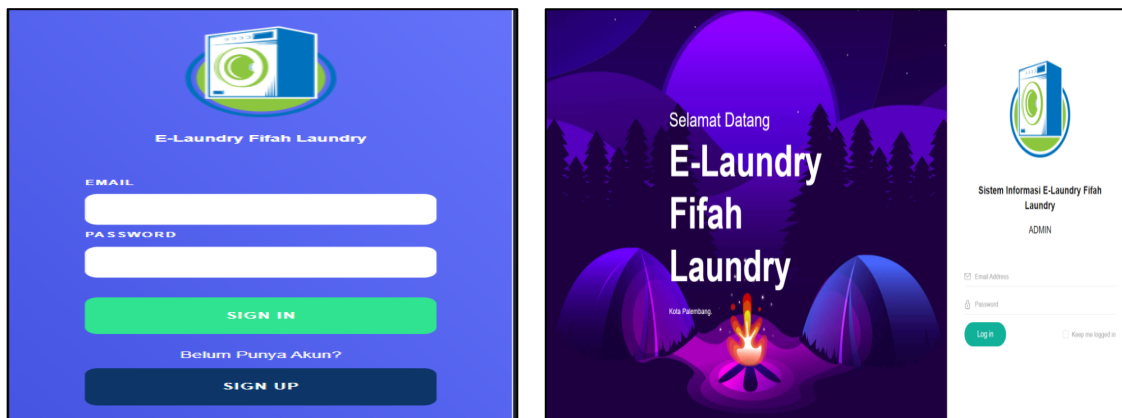 E-Laundry Fifah Laundry
EMAIL
PASSWORD
SIGN IN
Belum Punya Akun?
SIGN UP
Selamat Datang
E-Laundry
Fifah
Laundry
Kota Palembang.
Sistem Informasi E-Laundry Fifah
Laundry
ADMIN
Email Address
Password
Log in
Keep me logged in